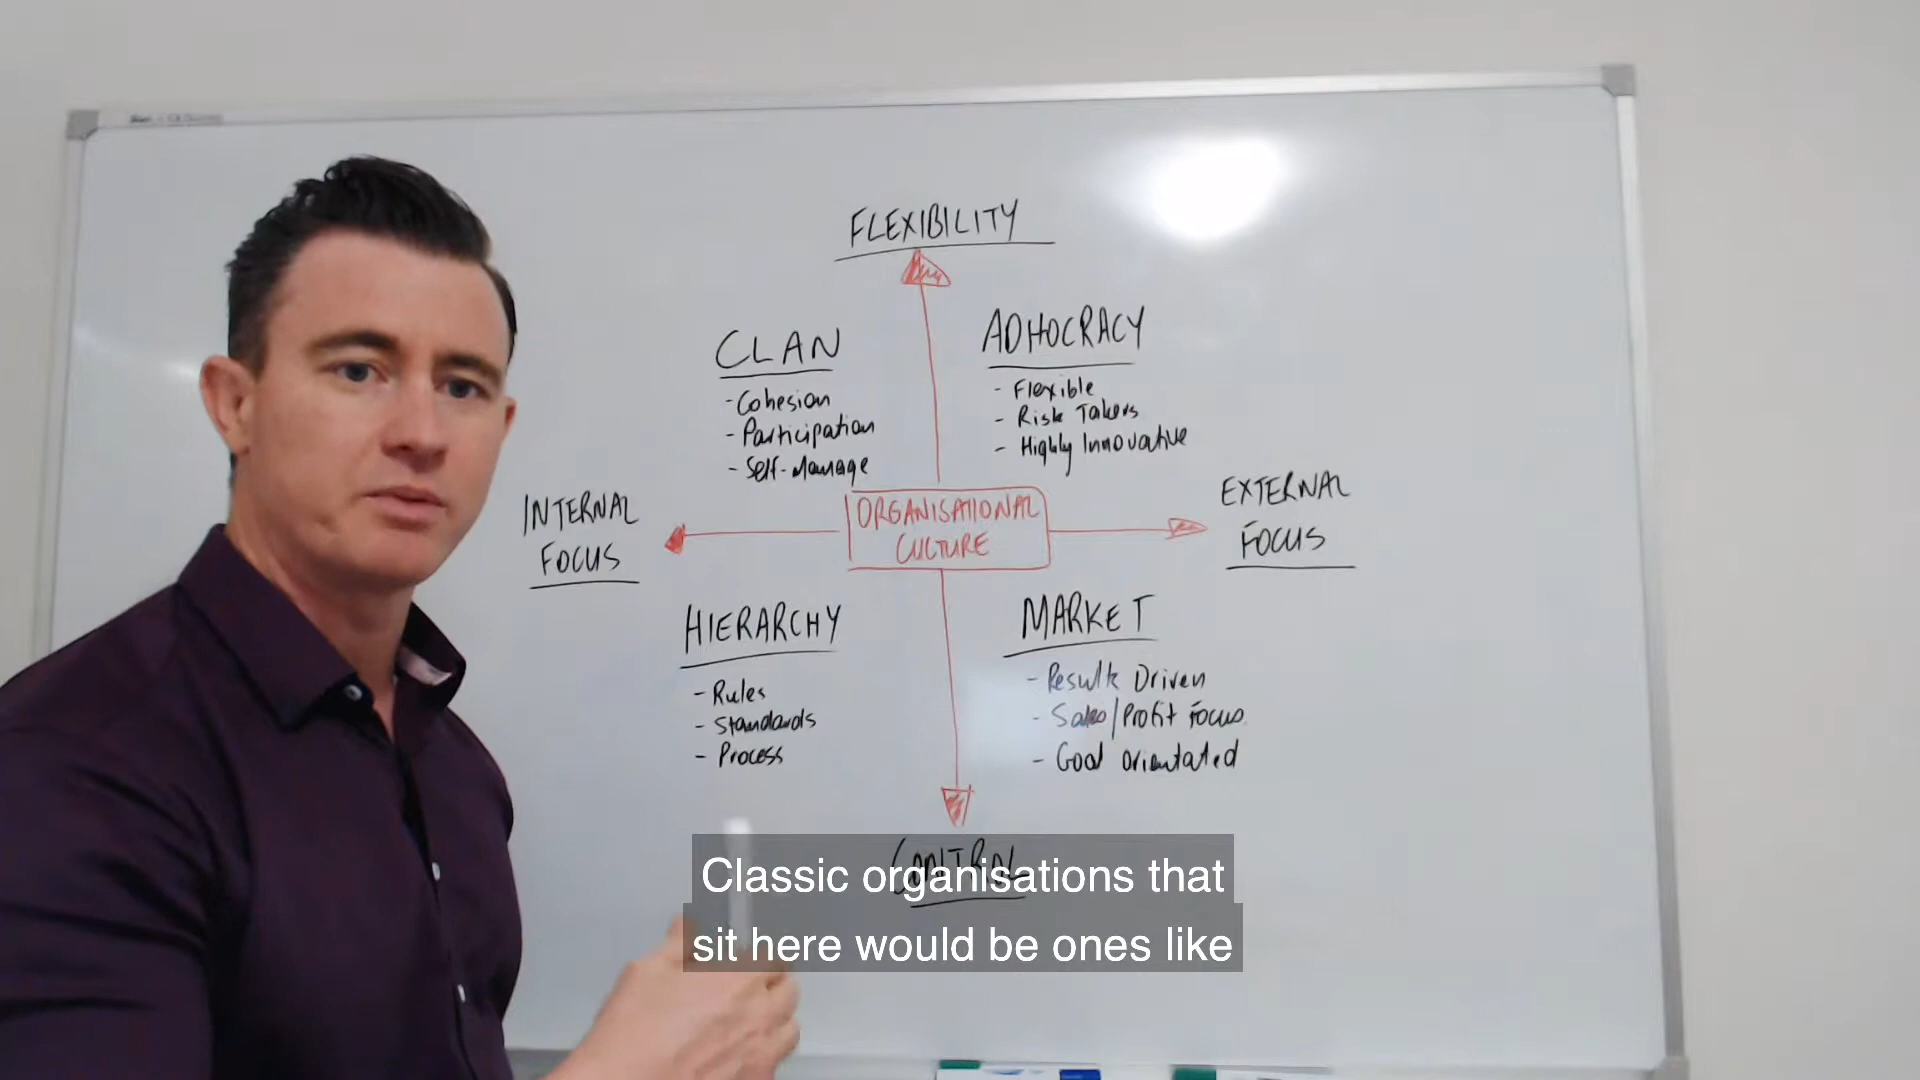 FLEXIBILITY
CLAN
- Cohesion
- Participation
- Self-Manage
ADHOCRACY
- Flexible
- Risk Takers
- Highly Innovative
INTERNAL
FOCUS
ORGANISATIONAL
CULTURE
EXTERNAL
FOCUS
HIERARCHY
- Rules
- Standards
- Process
MARKET
- Results Driven
- Sales/Profit Focus
- Goal Orientated
CONTROL
Classic organisations that
sit here would be ones like